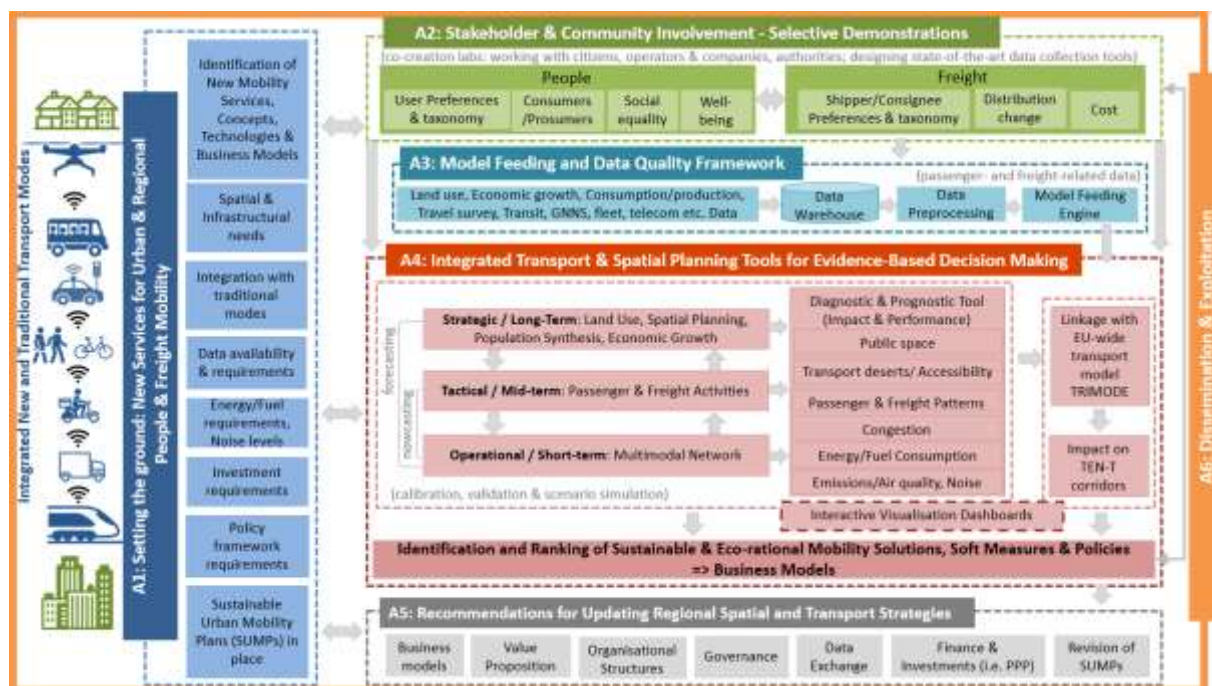 Integrated New and Traditional Transport Modes
A1: Setting the ground: New Services for Urban & Regional
People & Freight Mobility
Identification of
New Mobility
Services,
Concepts,
Technologies &
Business Models
Spatial &
Infrastructural
needs
Integration with
traditional
modes
Data availability
& requirements
Energy/Fuel
requirements,
Noise levels
Investment
requirements
Policy
framework
requirements
Sustainable
Urban Mobility
Plans (SUMPs) in
place
A2: Stakeholder & Community Involvement - Selective Demonstrations
(co-creation labs: working with citizens, operators & companies, authorities; designing state-of-the-art data collection tools)
People
User Preferences
& taxonomy
Consumers
/Prosumers
Social
equality
Well-
being
Freight
Shipper/Consignee
Preferences & taxonomy
Distribution
change
Cost
A3: Model Feeding and Data Quality Framework
(passenger- and freight-related data)
Land use, Economic growth, Consumption/production,
Travel survey, Transit, GNNS, fleet, telecom etc. Data
Data
Warehouse
Data
Preprocessing
Model Feeding
Engine
A4: Integrated Transport & Spatial Planning Tools for Evidence-Based Decision Making
forecasting
nowcasting
Strategic / Long-Term: Land Use, Spatial Planning,
Population Synthesis, Economic Growth
Tactical / Mid-term: Passenger & Freight Activities
Operational / Short-term: Multimodal Network
(calibration, validation & scenario simulation)
Diagnostic & Prognostic Tool
(Impact & Performance)
Public space
Transport deserts/ Accessibility
Passenger & Freight Patterns
Congestion
Energy/Fuel Consumption
Emissions/Air quality, Noise
Interactive Visualisation Dashboards
Linkage with
EU-wide
transport
model
TRIMODE
Impact on
TEN-T
corridors
Identification and Ranking of Sustainable & Eco-rational Mobility Solutions, Soft Measures & Policies
=> Business Models
A5: Recommendations for Updating Regional Spatial and Transport Strategies
Business
models
Value
Proposition
Organisational
Structures
Governance
Data
Exchange
Finance &
Investments (i.e. PPP)
Revision of
SUMPs
A6: Dissemination & Exploitation